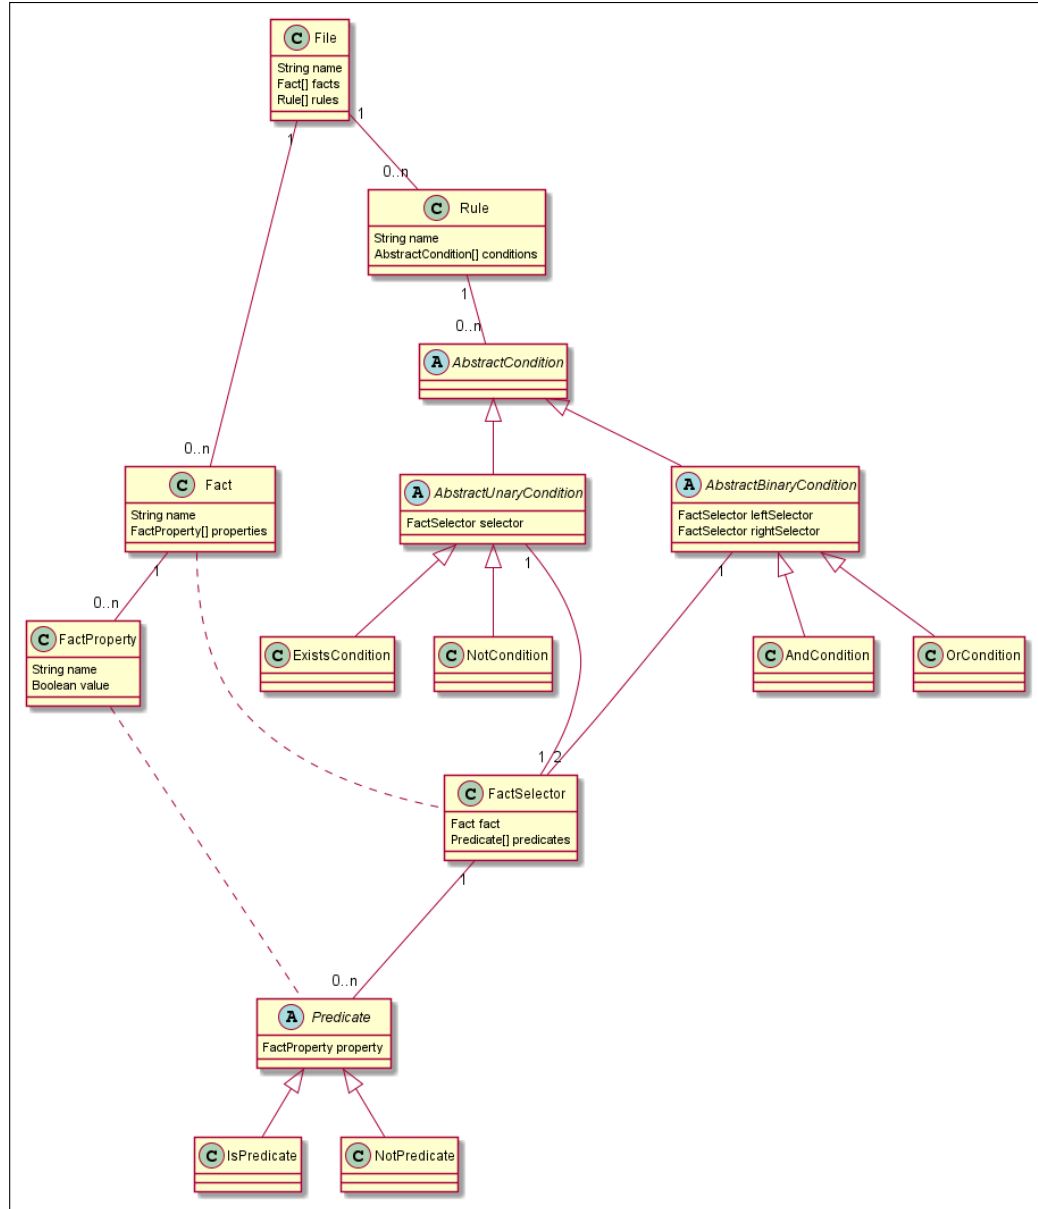 C File
String name
Fact[] facts
Rule[] rules
1
1
0..n
C Rule
String name
AbstractCondition[] conditions
1
0..n
A AbstractCondition
0..n
C Fact
String name
FactProperty[] properties
A AbstractUnaryCondition
FactSelector selector
A AbstractBinaryCondition
FactSelector leftSelector
FactSelector rightSelector
1
1
1
0..n
C FactProperty
String name
Boolean value
C ExistsCondition
C NotCondition
C AndCondition
C OrCondition
1
2
C FactSelector
Fact fact
Predicate[] predicates
1
0..n
A Predicate
FactProperty property
C IsPredicate
C NotPredicate